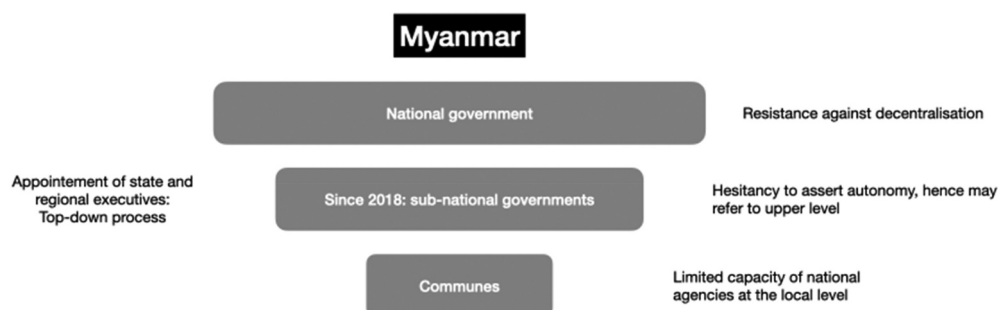 Myanmar
National government
Resistance against decentralisation
Appointement of state and
regional executives:
Top-down process
Since 2018: sub-national governments
Hesitancy to assert autonomy, hence may
refer to upper level
Communes
Limited capacity of national
agencies at the local level